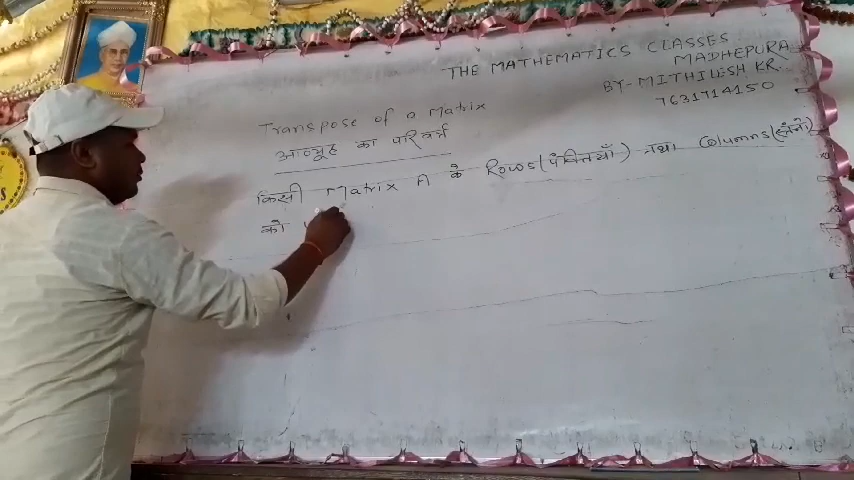 THE MATHEMATICS CLASSES
MADHEPURA
BY-MITHILESH KR.
7631714150
Transpose of a Matrix
आव्यूह का परिवर्त्र
किसी Matrix A के Rows(पंक्तियाँ) तथा Columns(स्तंभो)
को